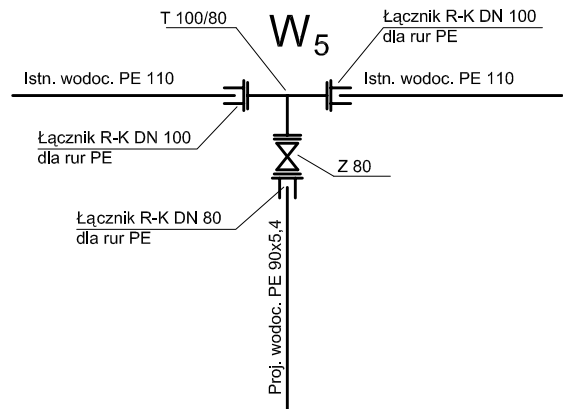 T 100/80
W5
Łącznik R-K DN 100
dla rur PE
Istn. wodoc. PE 110
Istn. wodoc. PE 110
Łącznik R-K DN 100
dla rur PE
Z 80
Łącznik R-K DN 80
dla rur PE
Proj. wodoc. PE 90x5,4